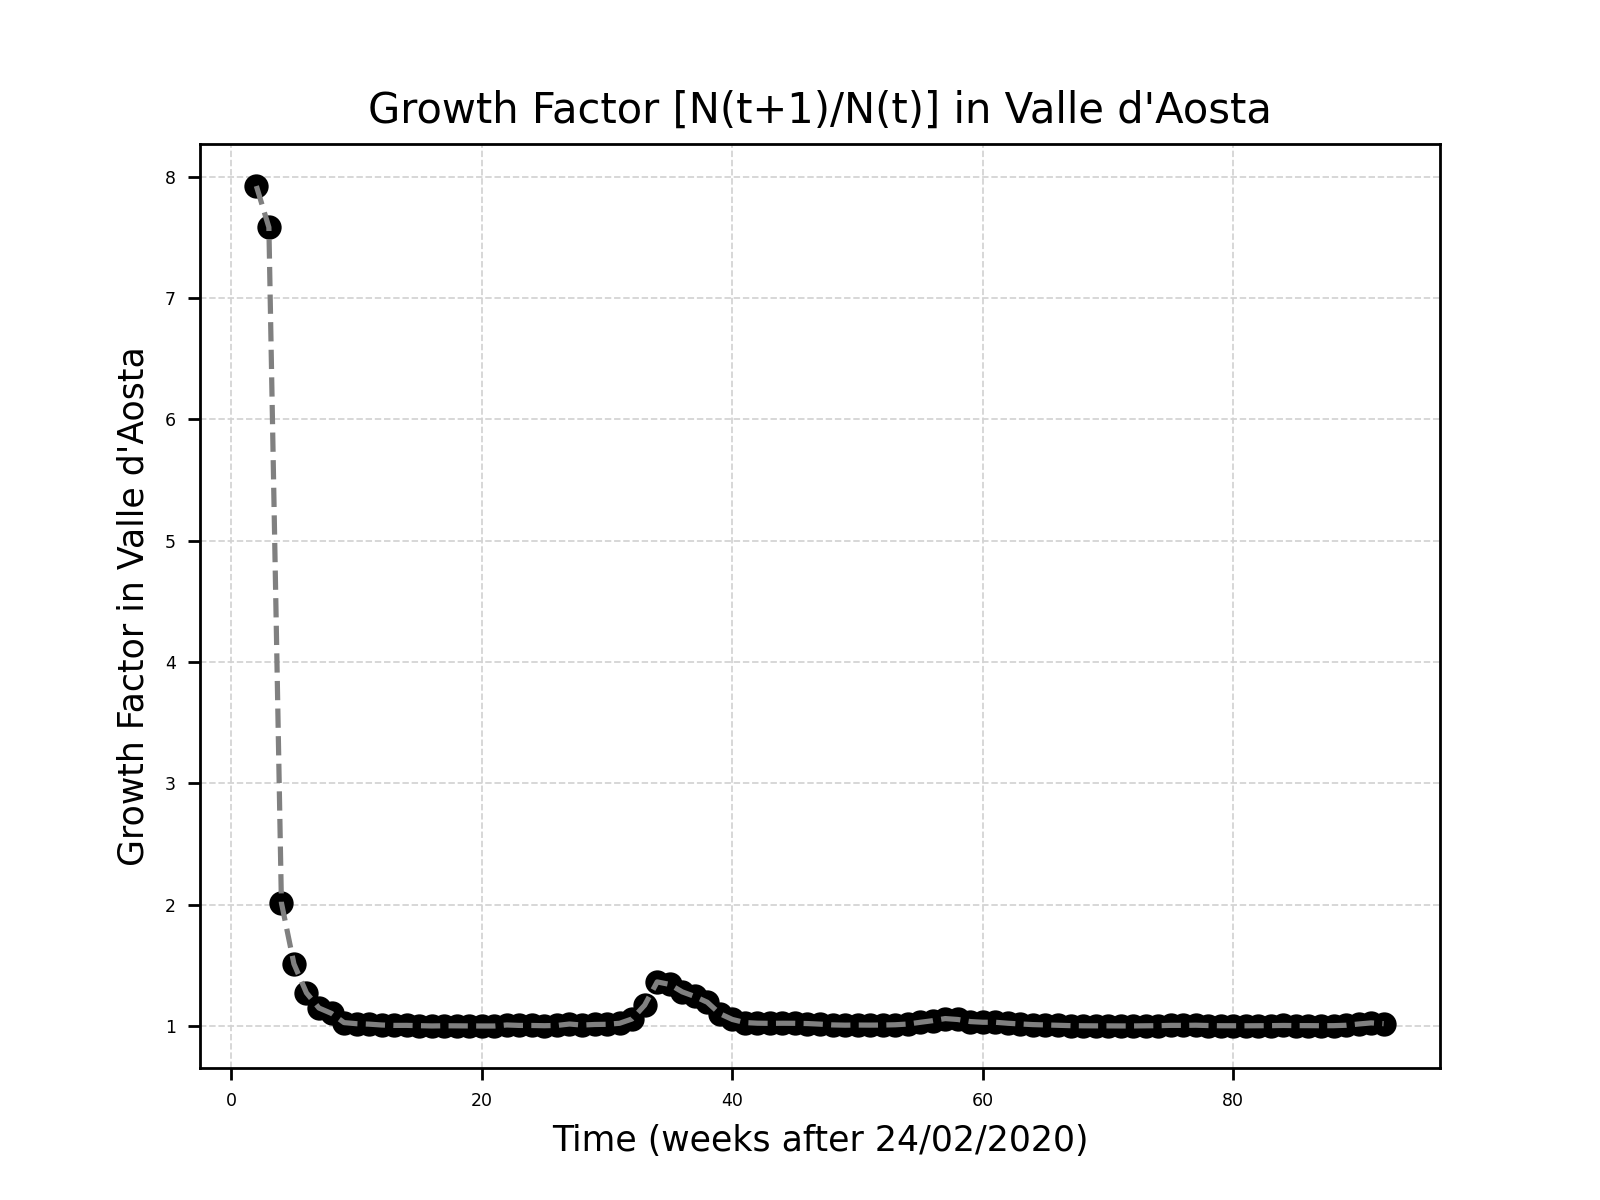 Growth Factor [N(t+1)/N(t)] in Valle d'Aosta
Growth Factor in Valle d'Aosta
8
7
6
5
4
3
2
1
0 20 40 60 80
Time (weeks after 24/02/2020)